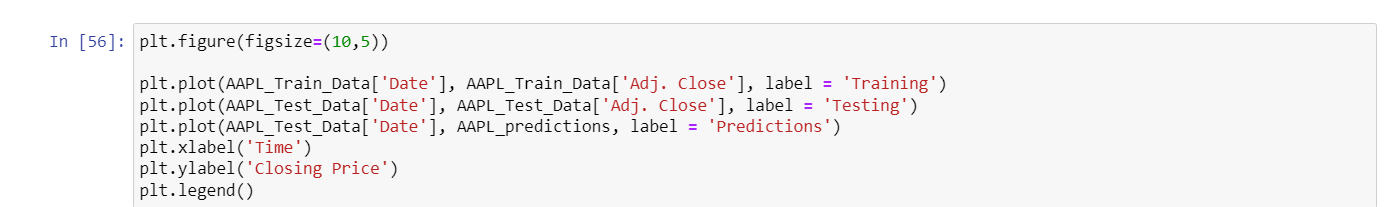 In [56]: plt.figure(figsize=(10,5))
plt.plot(AAPL_Train_Data['Date'], AAPL_Train_Data['Adj. Close'], label = 'Training')
plt.plot(AAPL_Test_Data['Date'], AAPL_Test_Data['Adj. Close'], label = 'Testing')
plt.plot(AAPL_Test_Data['Date'], AAPL_predictions, label = 'Predictions')
plt.xlabel('Time')
plt.ylabel('Closing Price')
plt.legend()